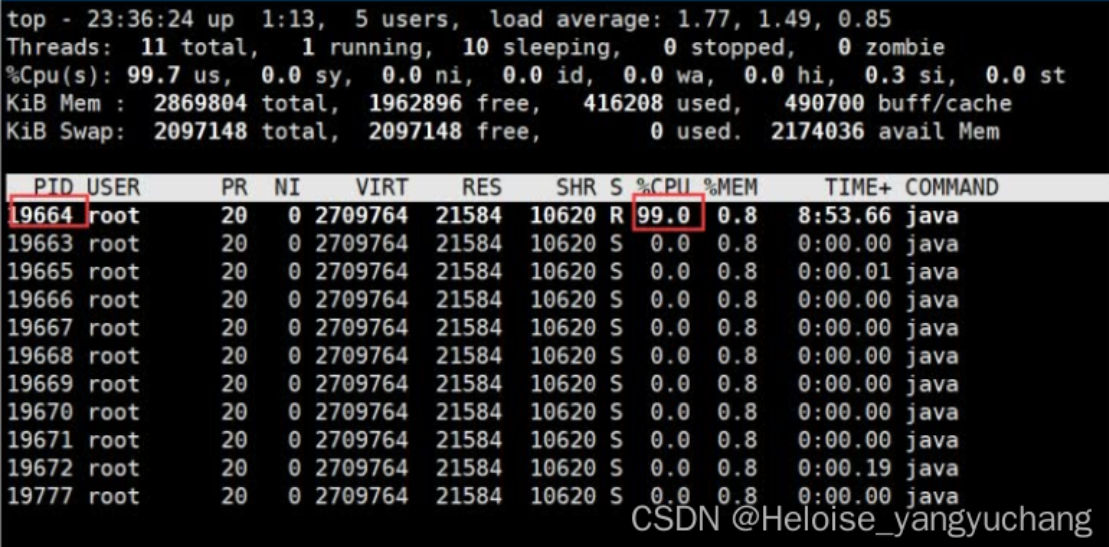 top - 23:36:24 up  1:13,  5 users,  load average: 1.77, 1.49, 0.85
Threads:  11 total,   1 running,  10 sleeping,   0 stopped,   0 zombie
%Cpu(s): 99.7 us,  0.0 sy,  0.0 ni,  0.0 id,  0.0 wa,  0.0 hi,  0.3 si,  0.0 st
KiB Mem :  2869804 total,  1962896 free,   416208 used,   490700 buff/cache
KiB Swap:  2097148 total,  2097148 free,        0 used.  2174036 avail Mem
PID USER      PR  NI    VIRT    RES    SHR S %CPU %MEM     TIME+ COMMAND
19664 root      20   0 2709764  21584  10620 R 99.0  0.8   8:53.66 java
19663 root      20   0 2709764  21584  10620 S  0.0  0.8   0:00.00 java
19665 root      20   0 2709764  21584  10620 S  0.0  0.8   0:00.01 java
19666 root      20   0 2709764  21584  10620 S  0.0  0.8   0:00.00 java
19667 root      20   0 2709764  21584  10620 S  0.0  0.8   0:00.00 java
19668 root      20   0 2709764  21584  10620 S  0.0  0.8   0:00.00 java
19669 root      20   0 2709764  21584  10620 S  0.0  0.8   0:00.00 java
19670 root      20   0 2709764  21584  10620 S  0.0  0.8   0:00.00 java
19671 root      20   0 2709764  21584  10620 S  0.0  0.8   0:00.00 java
19672 root      20   0 2709764  21584  10620 S  0.0  0.8   0:00.19 java
19777 root      20   0 2709764  21584  10620 S  0.0  0.8   0:00.00 java
CSDN @Heloise_yangyuchang